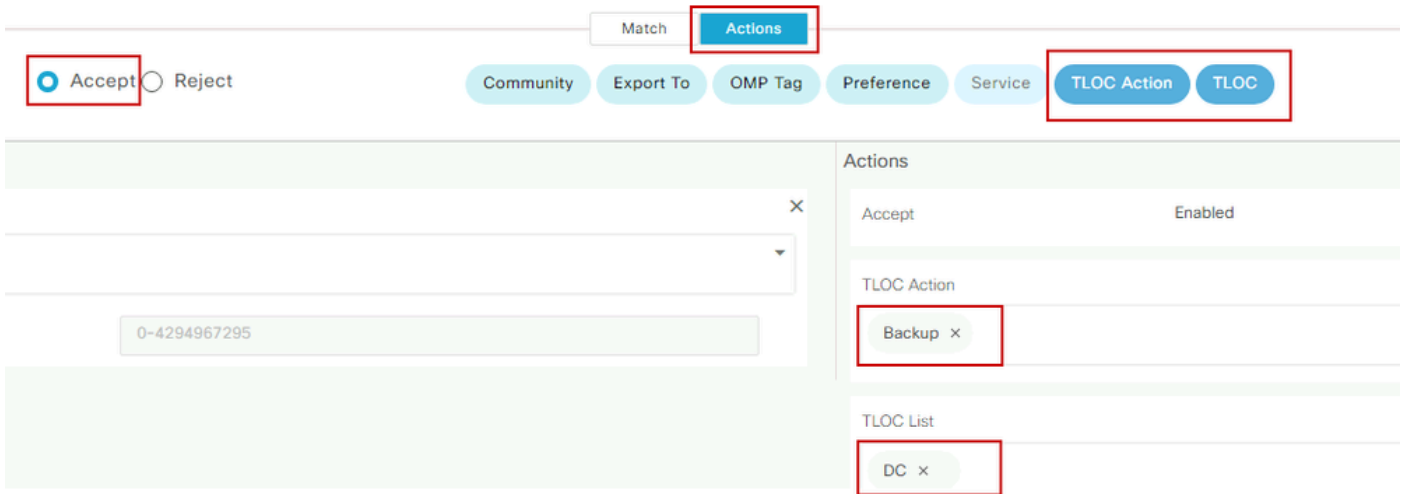 Match Actions
Accept Reject Community Export To OMP Tag Preference Service TLOC Action TLOC
Actions
Accept Enabled
TLOC Action
0-4294967295
Backup ×
TLOC List
DC ×